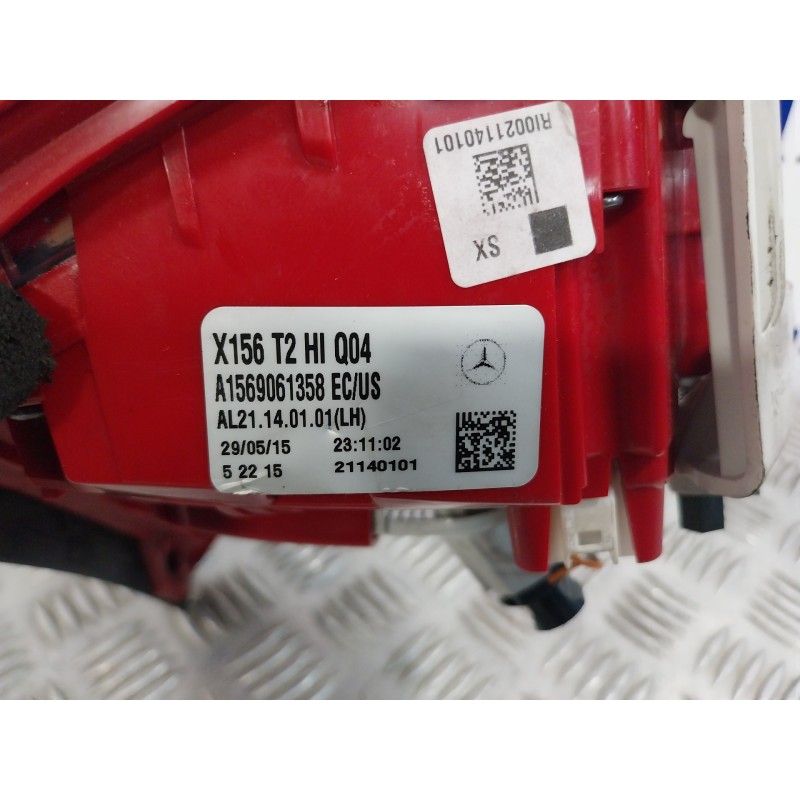 RI0021140101
SX
X156 T2 HI Q04
A1569061358 EC/US
AL21.14.01.01(LH)
29/05/15 23:11:02
5 22 15 21140101